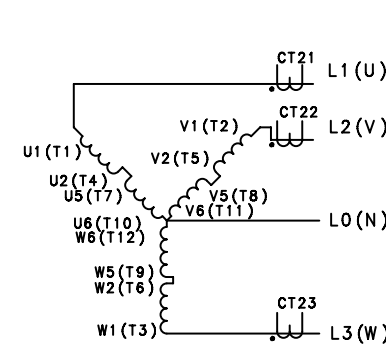 CT21
L1(U)
CT22
V1(T2)
L2(V)
U1(T1)
V2(T5)
U2(T4)
U5(T7)
V5(T8)
V6(T11)
U6(T10)
L0(N)
W6(T12)
W5(T9)
W2(T6)
CT23
W1(T3)
L3(W)